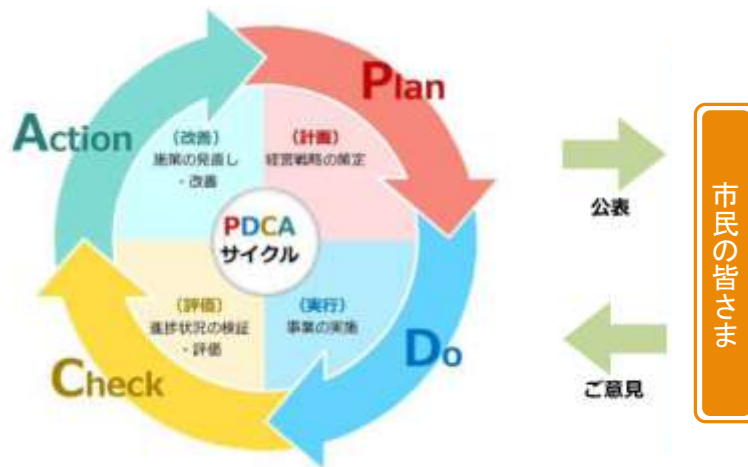 Plan
(計画)
経営戦略の策定
Action
(改善)
施策の見直し
・改善
PDCA
サイクル
(評価)
進捗状況の検証
・評価
(実行)
事業の実施
Do
Check
公表
ご意見
市民の皆さま